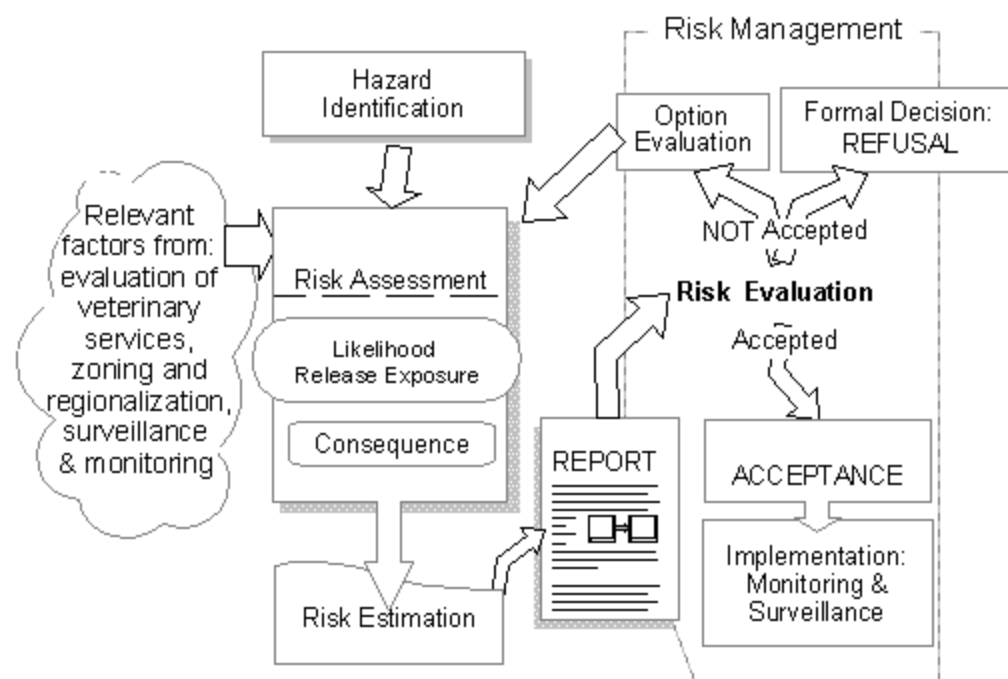 Risk Management
Hazard
Identification
Option
Evaluation
Formal Decision:
REFUSAL
Relevant
factors from:
evaluation of
veterinary
services,
zoning and
regionalization,
surveillance
& monitoring
Risk Assessment
Likelihood
Release Exposure
Consequence
Risk Estimation
REPORT
NOT Accepted
Risk Evaluation
Accepted
ACCEPTANCE
Implementation:
Monitoring &
Surveillance